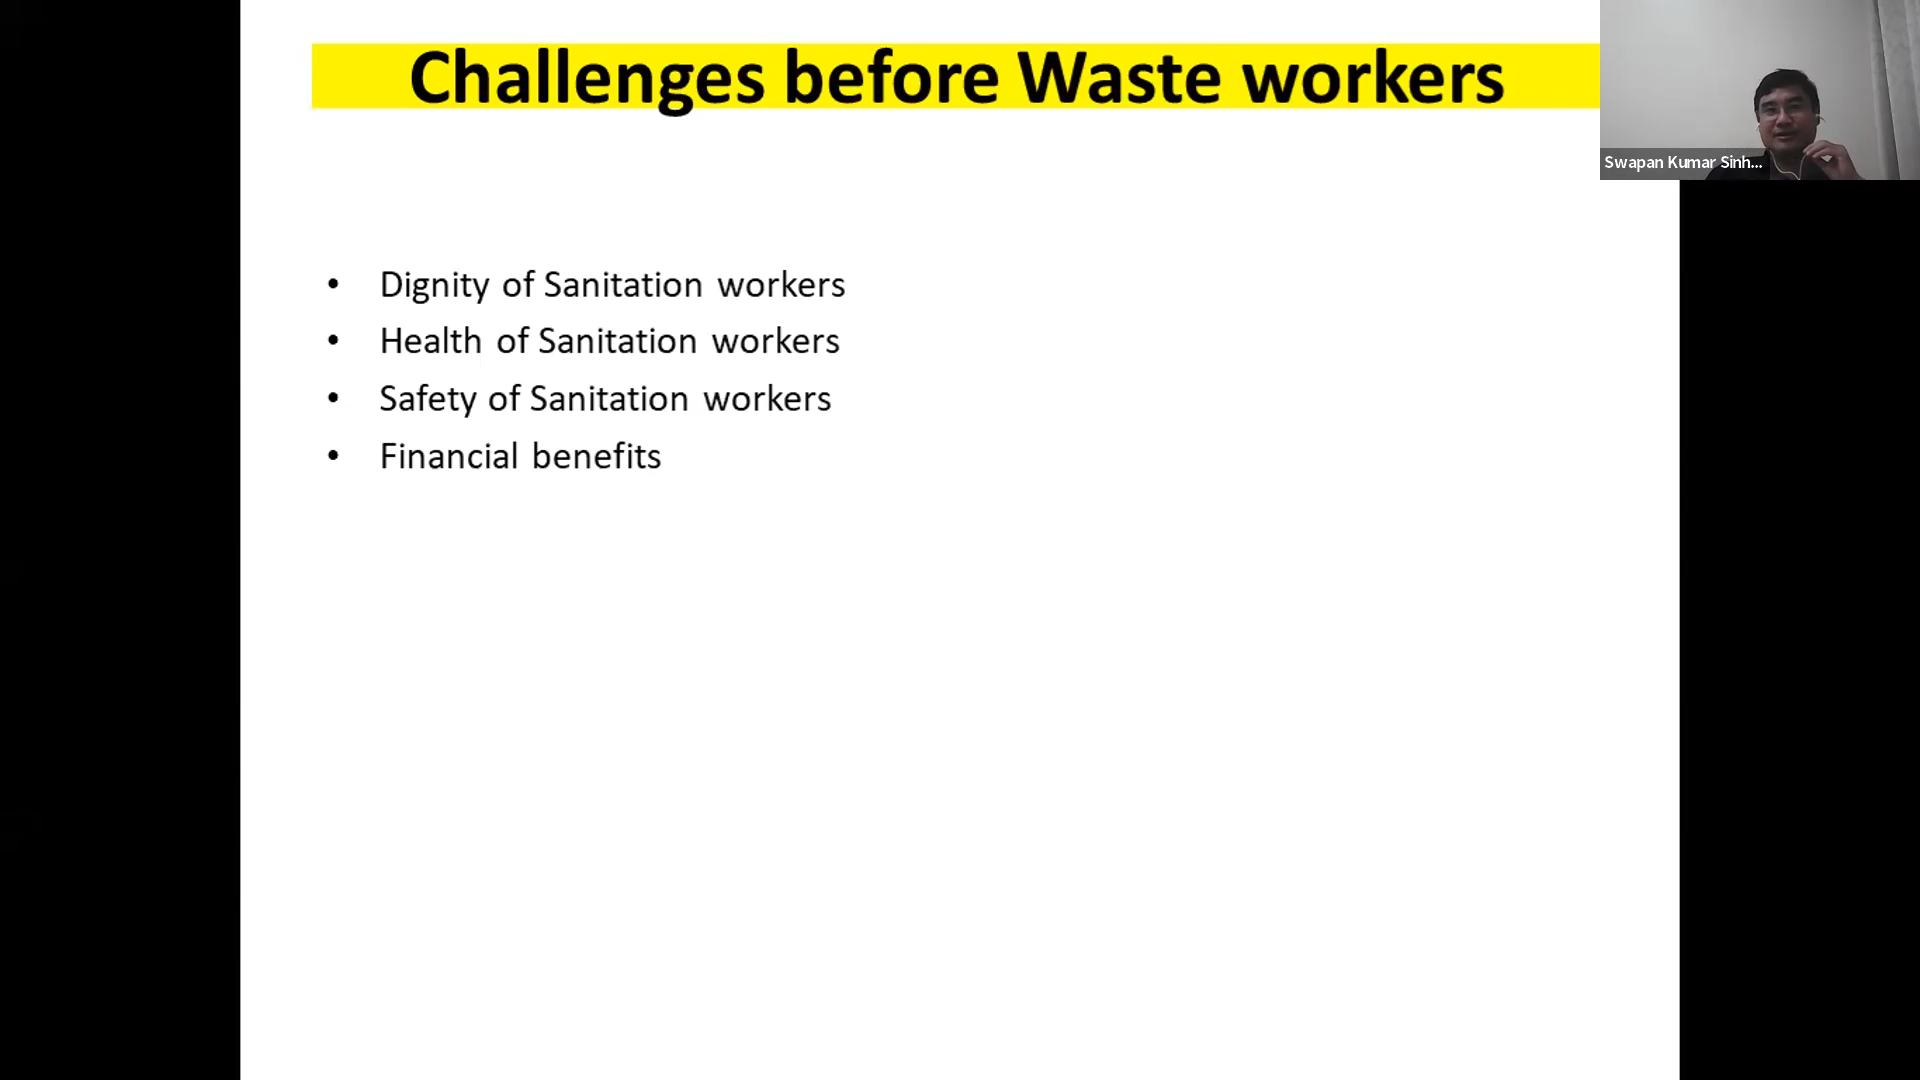 Challenges before Waste workers
Swapan Kumar Sinh...
• Dignity of Sanitation workers
• Health of Sanitation workers
• Safety of Sanitation workers
• Financial benefits